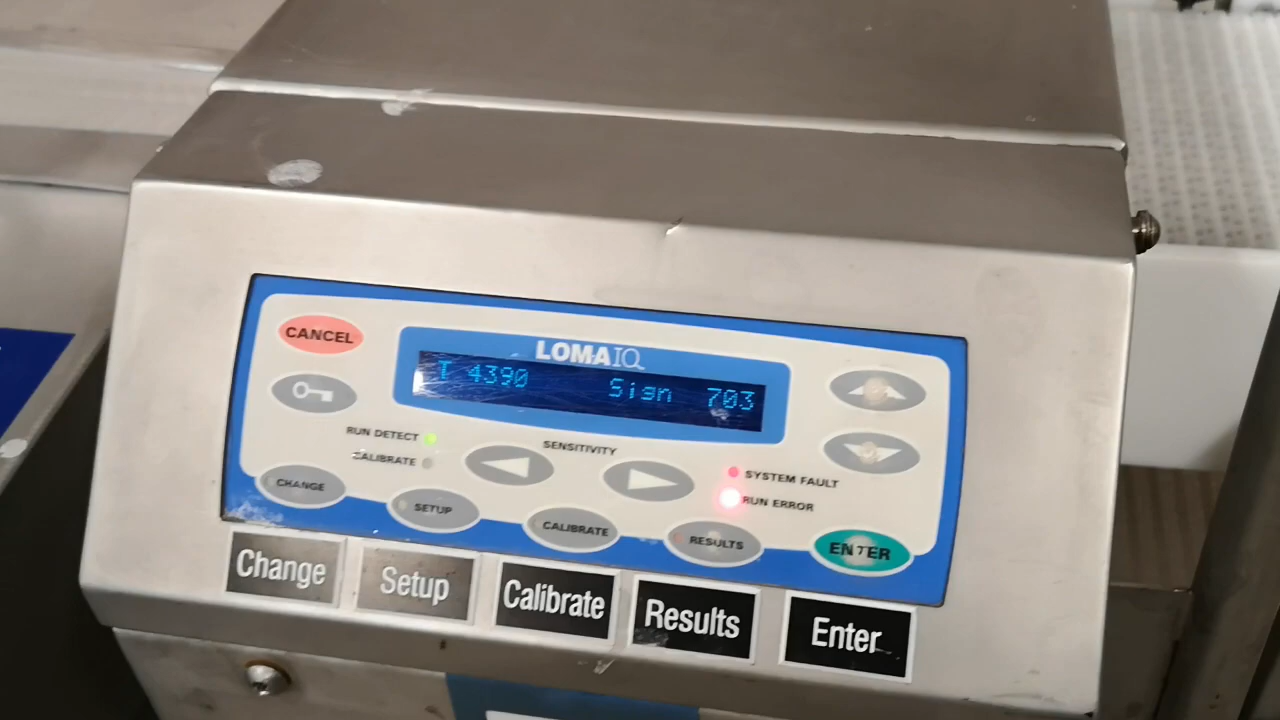 CANCEL
LOMA IQ
T 4390 Sign 703
RUN DETECT
SENSITIVITY
CALIBRATE
SYSTEM FAULT
RUN ERROR
CHANGE
SETUP
CALIBRATE
RESULTS
ENTER
Change
Setup
Calibrate
Results
Enter